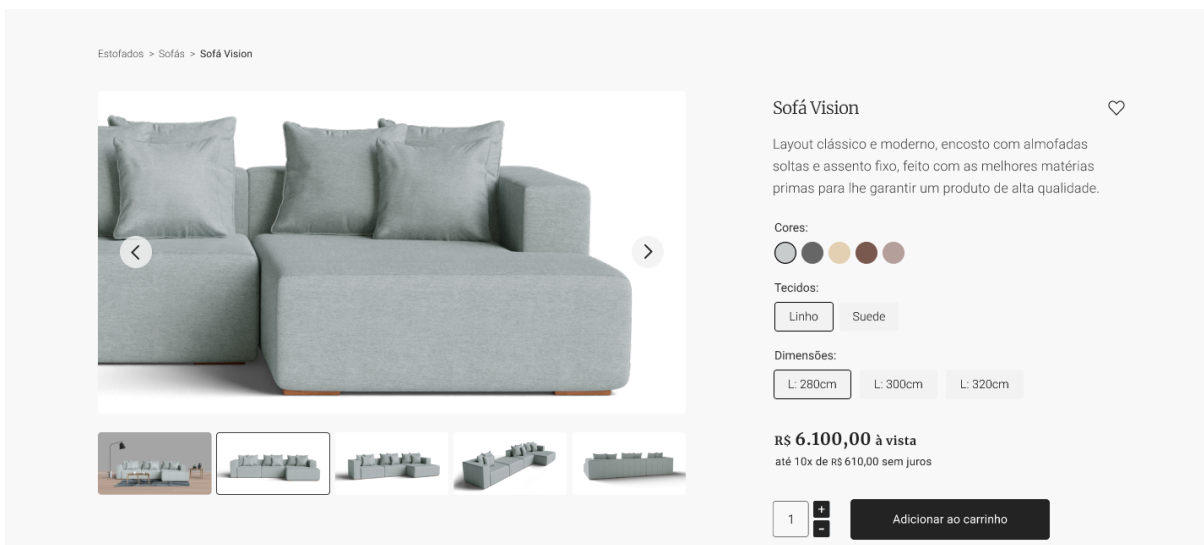 Estofados > Sofás > Sofá Vision
Sofá Vision
Layout clássico e moderno, encosto com almofadas
soltas e assento fixo, feito com as melhores matérias
primas para lhe garantir um produto de alta qualidade.
Cores:
Tecidos:
Linho Suede
Dimensões:
L: 280cm L: 300cm L: 320cm
R$ 6.100,00 à vista
até 10x de R$ 610,00 sem juros
1 + -
Adicionar ao carrinho